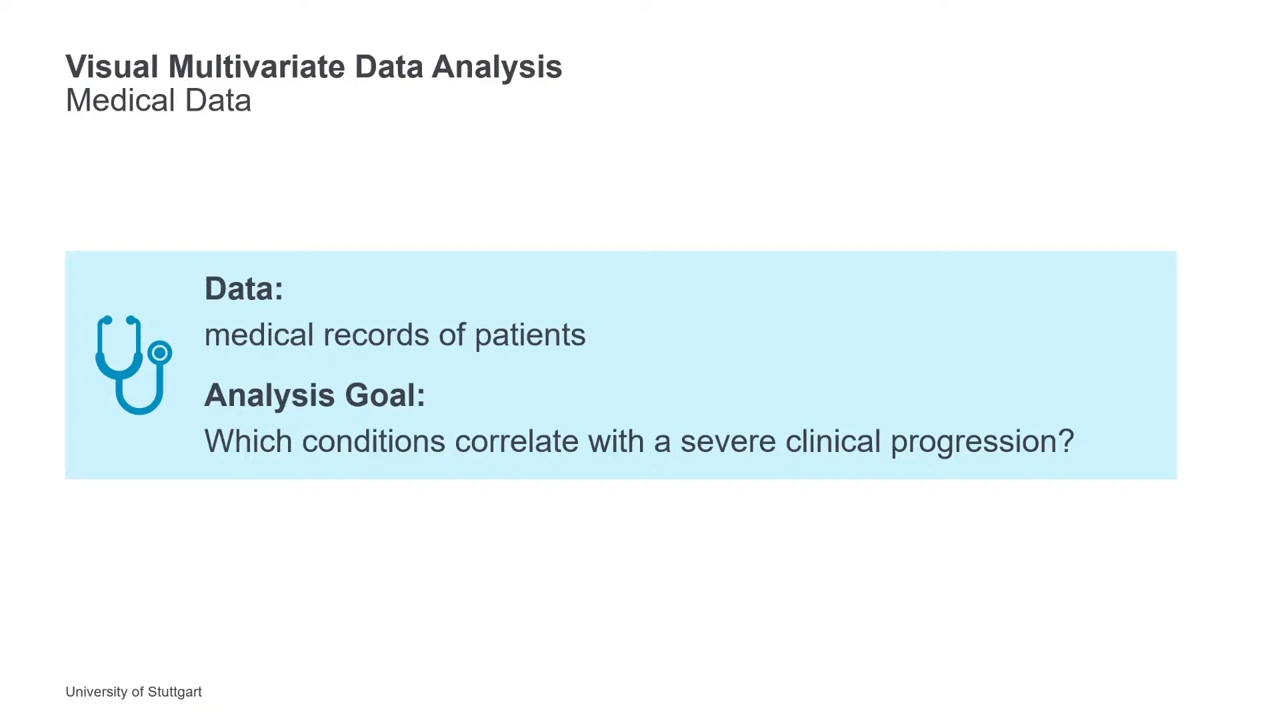 Visual Multivariate Data Analysis
Medical Data
Data:
medical records of patients
Analysis Goal:
Which conditions correlate with a severe clinical progression?
University of Stuttgart